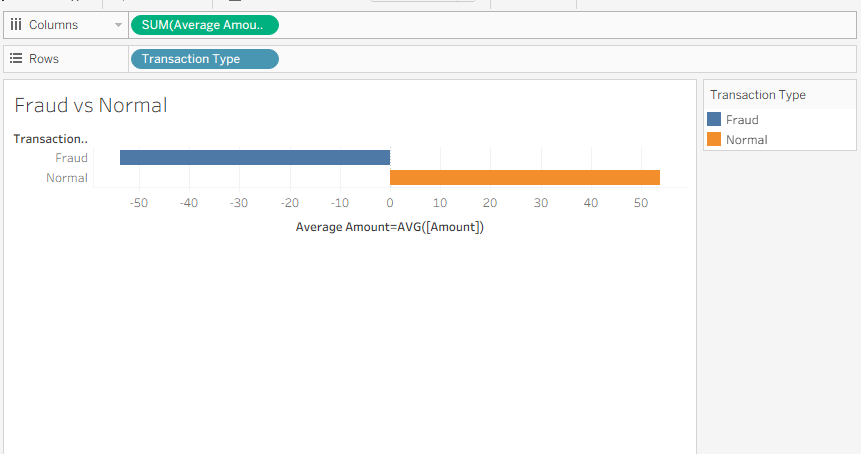 Columns SUM(Average Amou..
Rows Transaction Type
Fraud vs Normal
Transaction Type
Fraud
Normal
Transaction..
Fraud
Normal
-50 -40 -30 -20 -10 0 10 20 30 40 50
Average Amount=AVG([Amount])